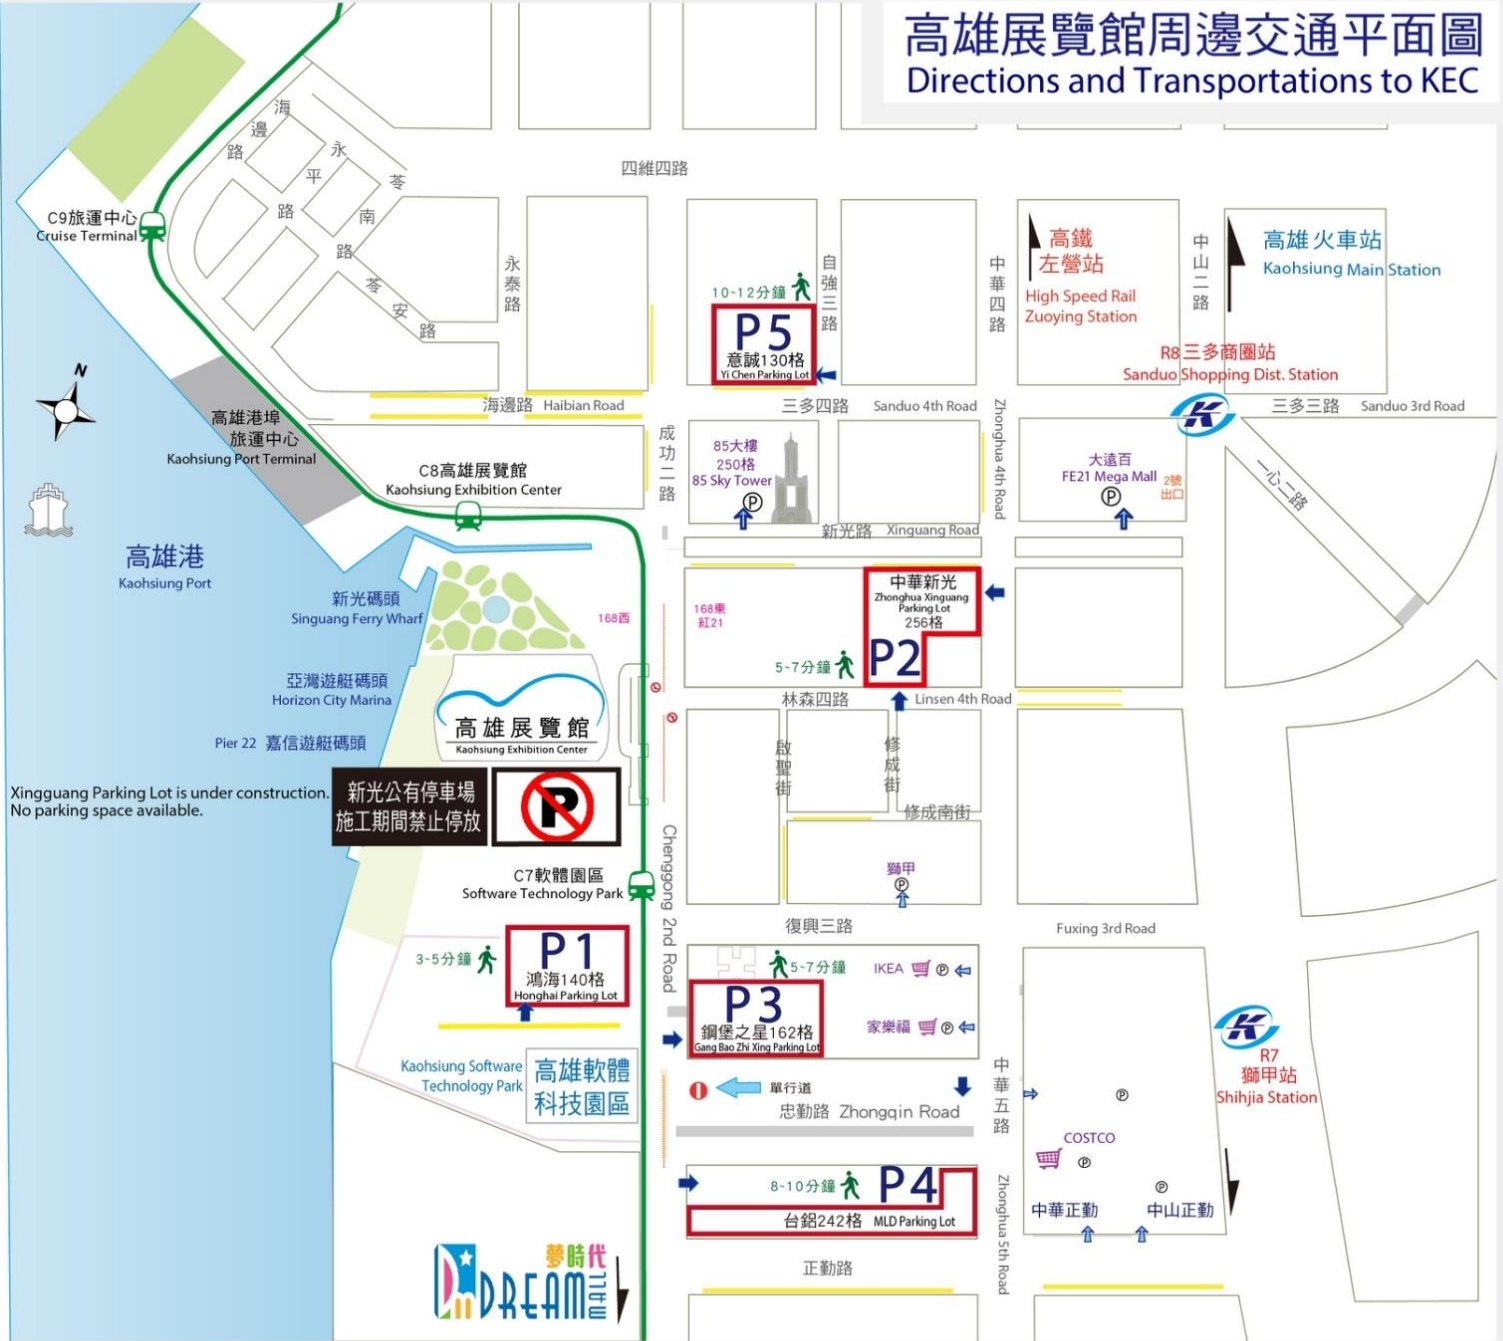 高雄展覽館周邊交通平面圖
Directions and Transportations to KEC
海邊路
永平路
苓南路
苓安路
四維四路
C9旅運中心
Cruise Terminal
永泰路
10-12分鐘
P5
意誠130格
Yi Chen Parking Lot
自強三路
中華四路
高鐵
左營站
High Speed Rail
Zuoying Station
中山二路
高雄火車站
Kaohsiung Main Station
R8三多商圈站
Sanduo Shopping Dist. Station
N
海邊路 Haibian Road
三多四路 Sanduo 4th Road
三多三路 Sanduo 3rd Road
高雄港埠
旅運中心
Kaohsiung Port Terminal
C8高雄展覽館
Kaohsiung Exhibition Center
成功二路
85大樓
250格
85 Sky Tower
P
Zhonghua 4th Road
大遠百
FE21 Mega Mall
P
2號
出口
一心二路
新光路 Xinguang Road
高雄港
Kaohsiung Port
新光碼頭
Singuang Ferry Wharf
168西
168東
紅21
中華新光
Zhonghua Xinguang
Parking Lot
256格
P2
5-7分鐘
亞灣遊艇碼頭
Horizon City Marina
林森四路 Linsen 4th Road
Pier 22 嘉信遊艇碼頭
高雄展覽館
Kaohsiung Exhibition Center
啟聖街
修成街
修成南街
Xingguang Parking Lot is under construction.
No parking space available.
新光公有停車場
施工期間禁止停放
P
Chenggong 2nd Road
C7軟體園區
Software Technology Park
獅甲
P
復興三路
Fuxing 3rd Road
3-5分鐘
P1
鴻海140格
Honghai Parking Lot
5-7分鐘
P3
鋼堡之星162格
Gang Bao Zhi Xing Parking Lot
IKEA P
家樂福 P
R7
獅甲站
Shihjia Station
Kaohsiung Software
Technology Park
高雄軟體
科技園區
單行道
忠勤路 Zhongqin Road
中華五路
P
COSTCO
P
P
8-10分鐘
P4
台鋁242格 MLD Parking Lot
Zhonghua 5th Road
中華正勤
中山正勤
夢時代
DREAM
MALL
正勤路